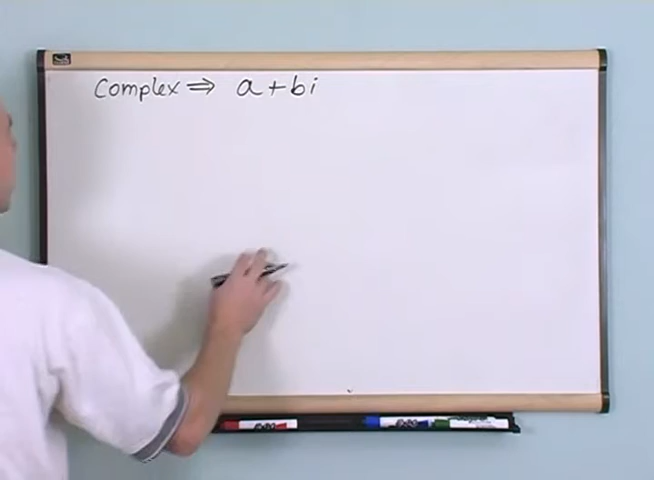 Complex ⇒ a + bi